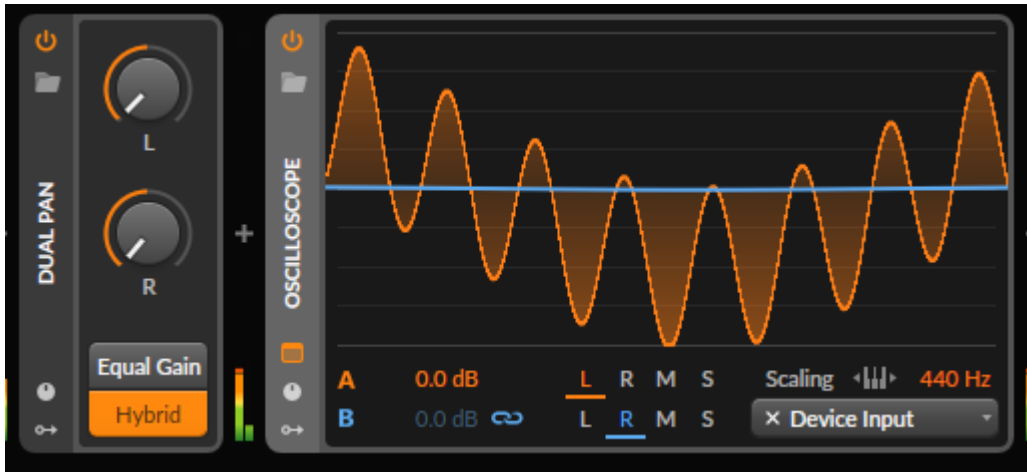 DUAL PAN
L
R
Equal Gain
Hybrid
OSCILLOSCOPE
A 0.0 dB L R M S Scaling 440 Hz
B 0.0 dB L R M S × Device Input